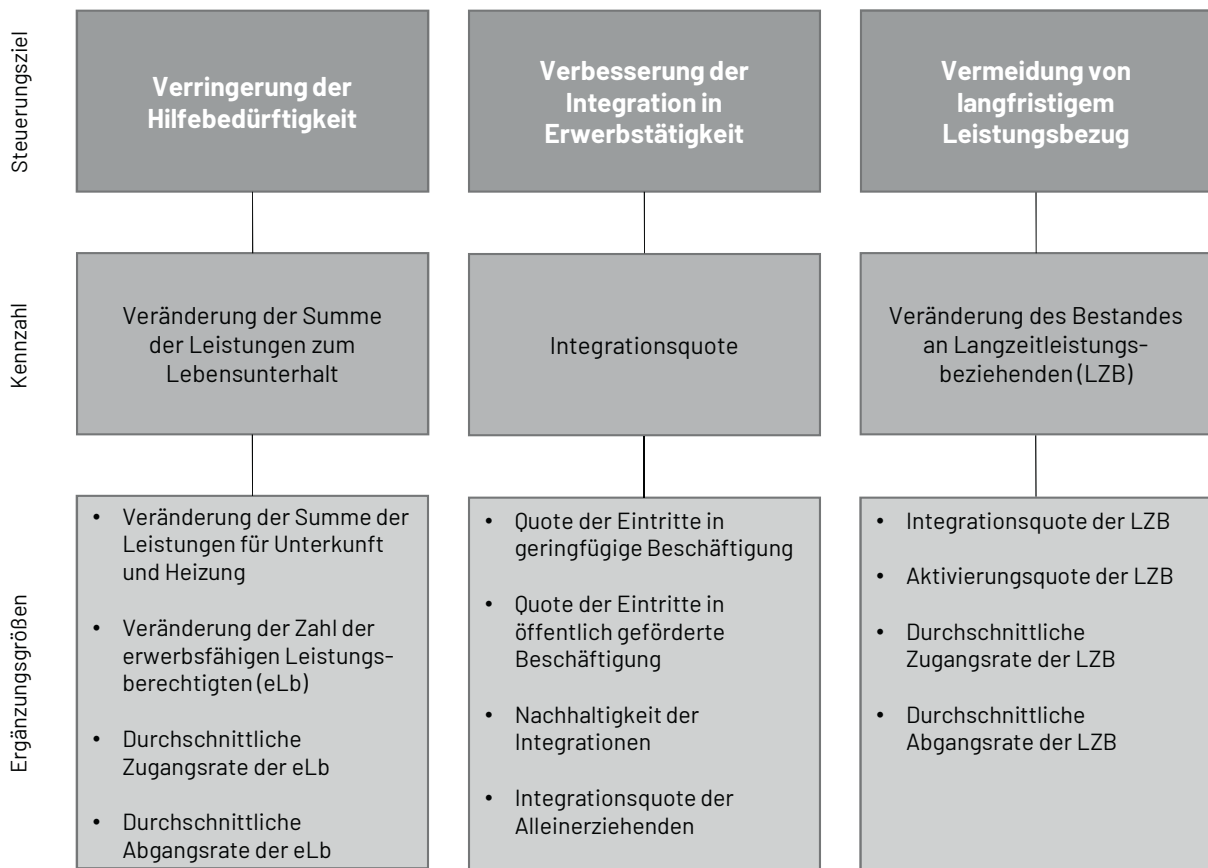 Steuerungsziel
Verringerung der
Hilfebedürftigkeit
Verbesserung der
Integration in
Erwerbstätigkeit
Vermeidung von
langfristigem
Leistungsbezug
Kennzahl
Veränderung der Summe
der Leistungen zum
Lebensunterhalt
Integrationsquote
Veränderung des Bestandes
an Langzeitleistungs-
beziehenden (LZB)
Ergänzungsgrößen
• Veränderung der Summe der
Leistungen für Unterkunft
und Heizung
• Veränderung der Zahl der
erwerbsfähigen Leistungs-
berechtigten (eLb)
• Durchschnittliche
Zugangsrate der eLb
• Durchschnittliche
Abgangsrate der eLb
• Quote der Eintritte in
geringfügige Beschäftigung
• Quote der Eintritte in
öffentlich geförderte
Beschäftigung
• Nachhaltigkeit der
Integrationen
• Integrationsquote der
Alleinerziehenden
• Integrationsquote der LZB
• Aktivierungsquote der LZB
• Durchschnittliche
Zugangsrate der LZB
• Durchschnittliche
Abgangsrate der LZB